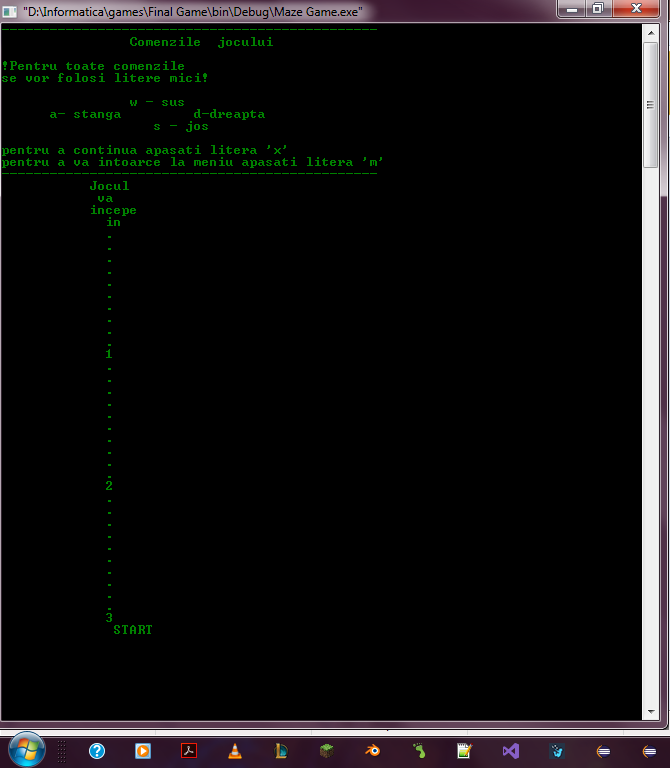 "D:\Informatica\games\Final Game\bin\Debug\Maze Game.exe"
-----------------------------------------------
Comenzile jocului
!Pentru toate comenzile
se vor folosi litere mici!
w - sus
a- stanga d-dreapta
s - jos
pentru a continua apasati litera 'x'
pentru a va intoarce la meniu apasati litera 'm'
-----------------------------------------------
Jocul
va
incepe
in
.
.
.
.
.
.
.
.
.
.
1
.
.
.
.
.
.
.
.
.
.
2
.
.
.
.
.
.
.
.
.
.
3
START